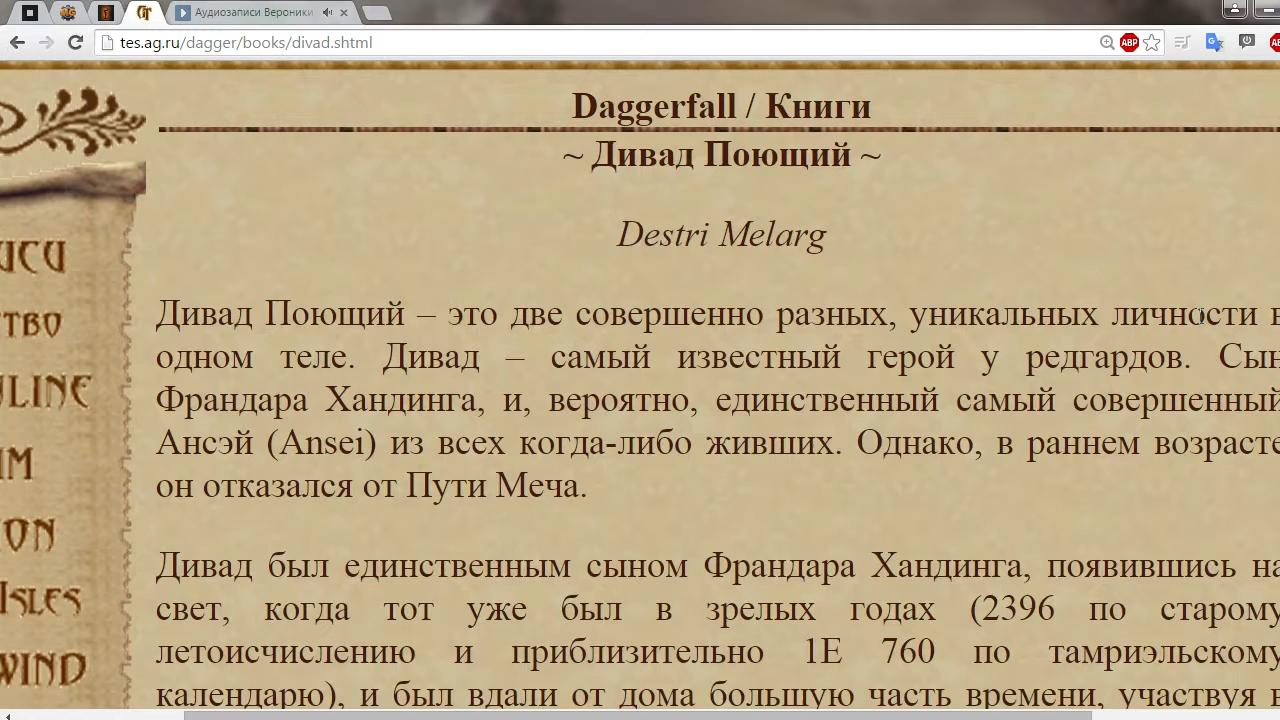 Аудиозаписи Вероники
tes.ag.ru/dagger/books/divad.shtml
ABP
Daggerfall / Книги
~ Дивад Поющий ~
Destri Melarg
Дивад Поющий – это две совершенно разных, уникальных личности в
одном теле. Дивад – самый известный герой у редгардов. Сын
Франдара Хандинга, и, вероятно, единственный самый совершенный
Ансэй (Ansei) из всех когда-либо живших. Однако, в раннем возрасте
он отказался от Пути Меча.
Дивад был единственным сыном Франдара Хандинга, появившись на
свет, когда тот уже был в зрелых годах (2396 по старому
летоисчислению и приблизительно 1E 760 по тамриэльскому
календарю), и был вдали от дома большую часть времени, участвуя в
ИСИ
ТВО
LINE
IM
ION
ISLES
WIND